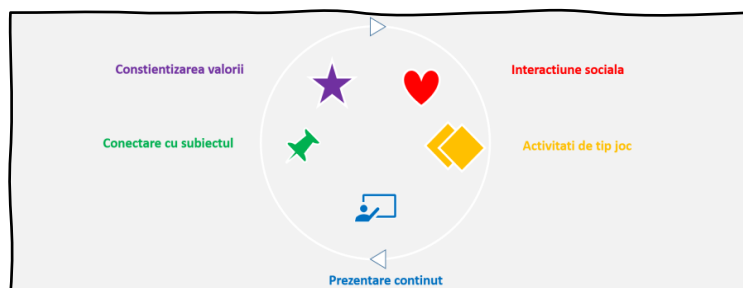 Constientizarea valorii
Interactiune sociala
Conectare cu subiectul
Activitati de tip joc
Prezentare continut